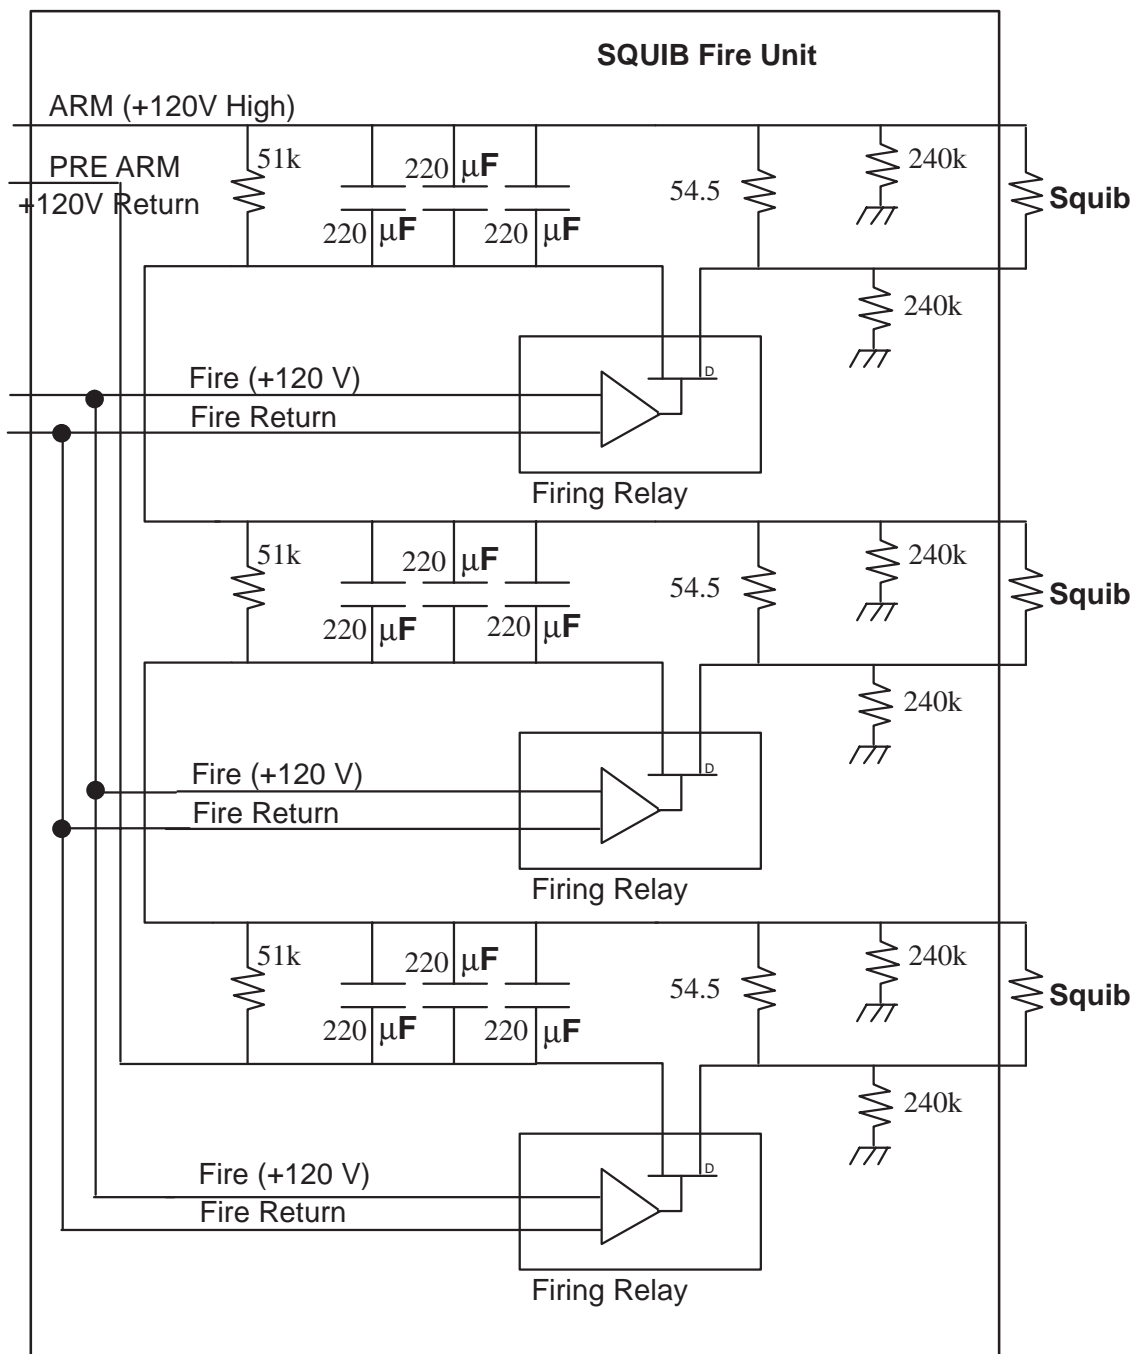 SQUIB Fire Unit
ARM (+120V High)
PRE ARM
+120V Return
51k
220 µF
220 µF
220 µF
54.5
240k
Squib
240k
Fire (+120 V)
Fire Return
D
Firing Relay
51k
220 µF
220 µF
220 µF
54.5
240k
Squib
240k
Fire (+120 V)
Fire Return
D
Firing Relay
51k
220 µF
220 µF
220 µF
54.5
240k
Squib
240k
Fire (+120 V)
Fire Return
D
Firing Relay